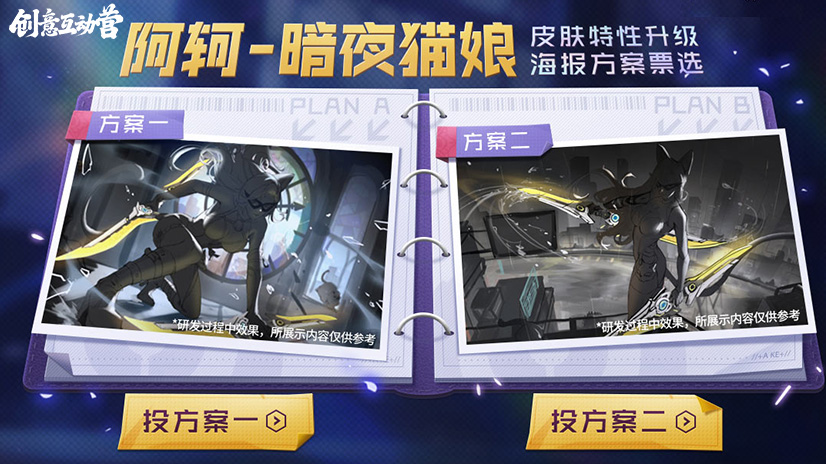 创意互动营
阿轲-暗夜猫娘
皮肤特性升级
海报方案票选
PLAN A
方案一
*研发过程中效果，所展示内容仅供参考
PLAN B
方案二
*研发过程中效果，所展示内容仅供参考
//+A KE+//
投方案一
投方案二